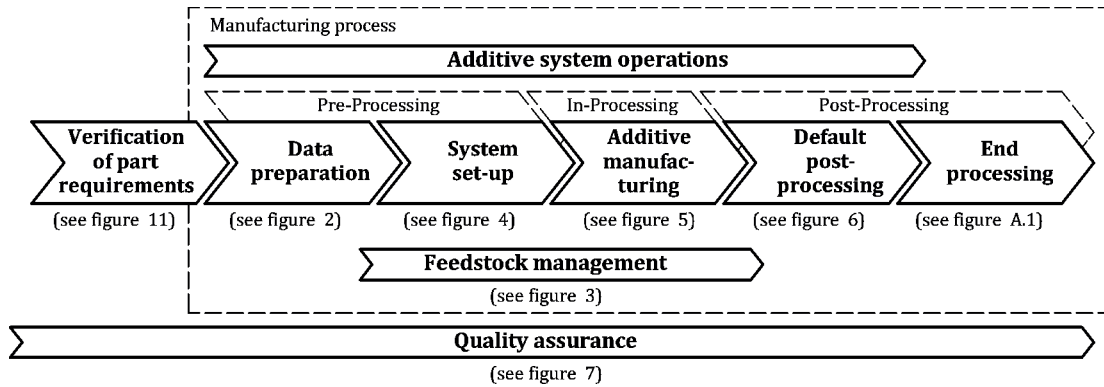 Manufacturing process
Additive system operations
Pre-Processing
In-Processing
Post-Processing
Verification
of part
requirements
(see figure 11)
Data
preparation
(see figure 2)
System
set-up
(see figure 4)
Additive
manufac-
turing
(see figure 5)
Default
post-
processing
(see figure 6)
End
processing
(see figure A.1)
Feedstock management
(see figure 3)
Quality assurance
(see figure 7)